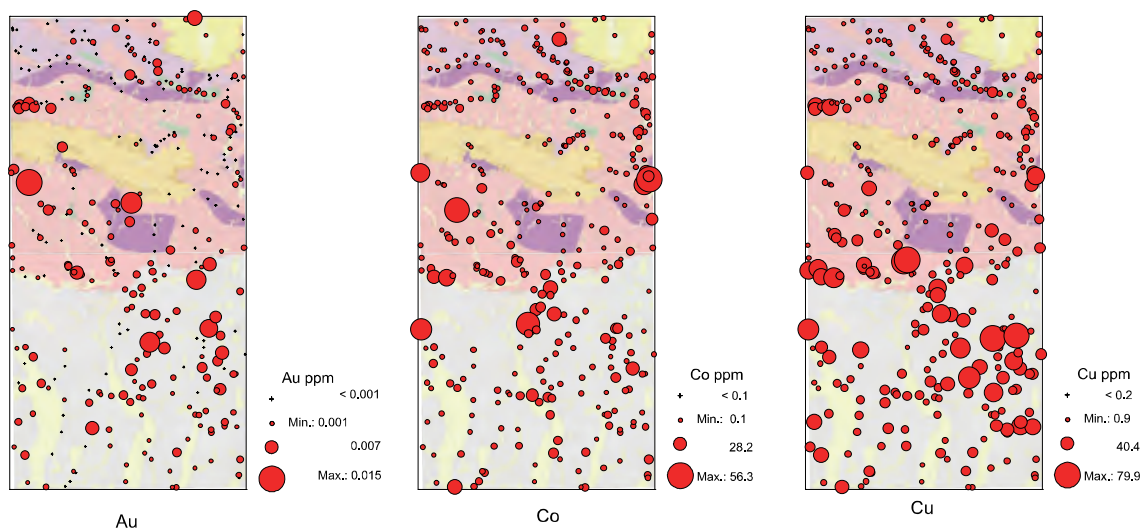 Au ppm
< 0.001
Min.: 0.001
0.007
Max.: 0.015
Au
Co ppm
< 0.1
Min.: 0.1
28.2
Max.: 56.3
Co
Cu ppm
< 0.2
Min.: 0.9
40.4
Max.: 79.9
Cu